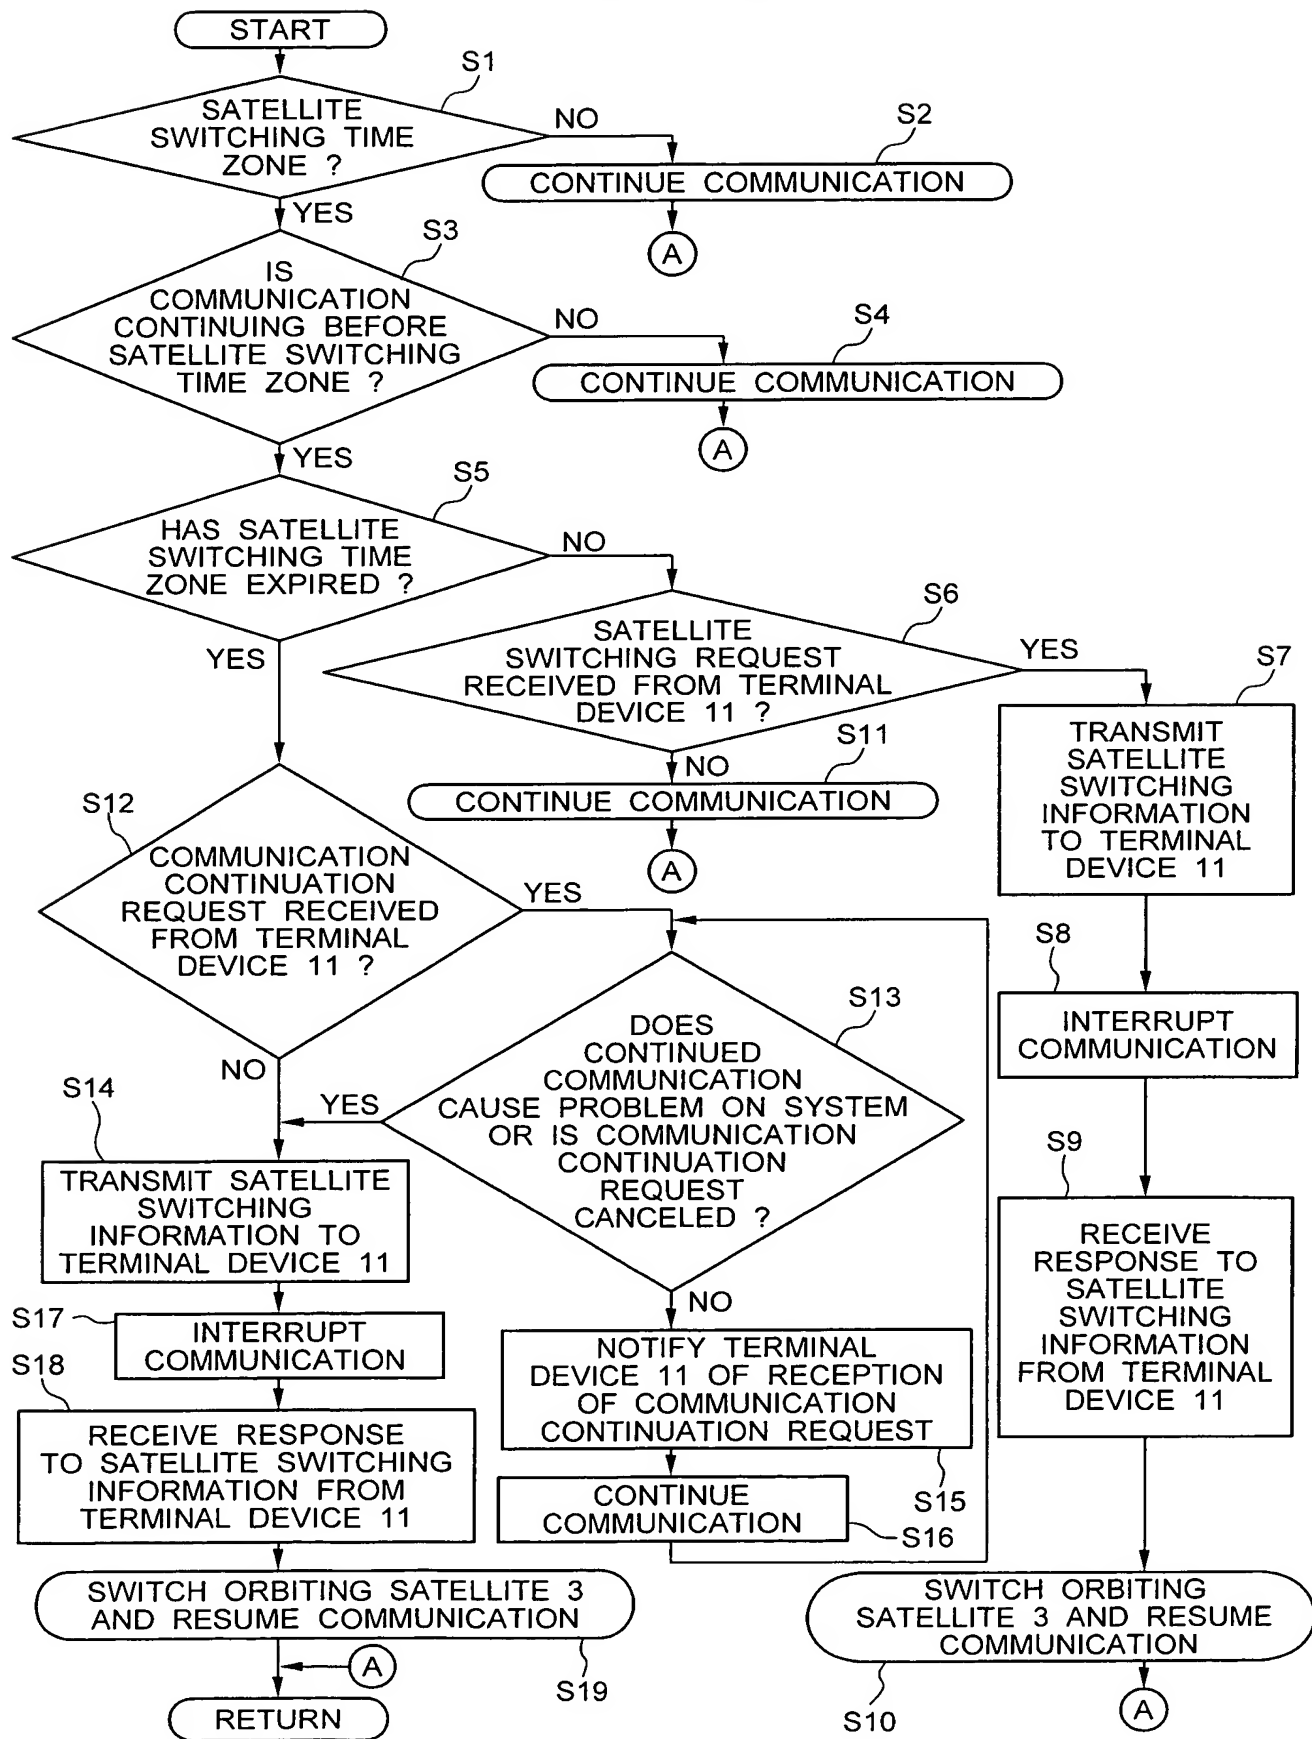 START
S1
SATELLITE
SWITCHING TIME
ZONE ?
NO
S2
CONTINUE COMMUNICATION
A
YES
S3
IS
COMMUNICATION
CONTINUING BEFORE
SATELLITE SWITCHING
TIME ZONE ?
NO
S4
CONTINUE COMMUNICATION
A
YES
S5
HAS SATELLITE
SWITCHING TIME
ZONE EXPIRED ?
NO
YES
S6
SATELLITE
SWITCHING REQUEST
RECEIVED FROM TERMINAL
DEVICE 11 ?
YES
S7
TRANSMIT
SATELLITE
SWITCHING
INFORMATION
TO TERMINAL
DEVICE 11
NO
S11
CONTINUE COMMUNICATION
A
S12
COMMUNICATION
CONTINUATION
REQUEST RECEIVED
FROM TERMINAL
DEVICE 11 ?
YES
NO
S8
INTERRUPT
COMMUNICATION
S13
DOES
CONTINUED
COMMUNICATION
CAUSE PROBLEM ON SYSTEM
OR IS COMMUNICATION
CONTINUATION
REQUEST
CANCELED ?
YES
NO
S14
TRANSMIT SATELLITE
SWITCHING
INFORMATION TO
TERMINAL DEVICE 11
S9
RECEIVE
RESPONSE TO
SATELLITE
SWITCHING
INFORMATION
FROM TERMINAL
DEVICE 11
S17
INTERRUPT
COMMUNICATION
NOTIFY TERMINAL
DEVICE 11 OF RECEPTION
OF COMMUNICATION
CONTINUATION REQUEST
S15
S18
RECEIVE RESPONSE
TO SATELLITE SWITCHING
INFORMATION FROM
TERMINAL DEVICE 11
CONTINUE
COMMUNICATION
S16
SWITCH ORBITING SATELLITE 3
AND RESUME COMMUNICATION
S19
A
RETURN
SWITCH ORBITING
SATELLITE 3 AND RESUME
COMMUNICATION
S10
A